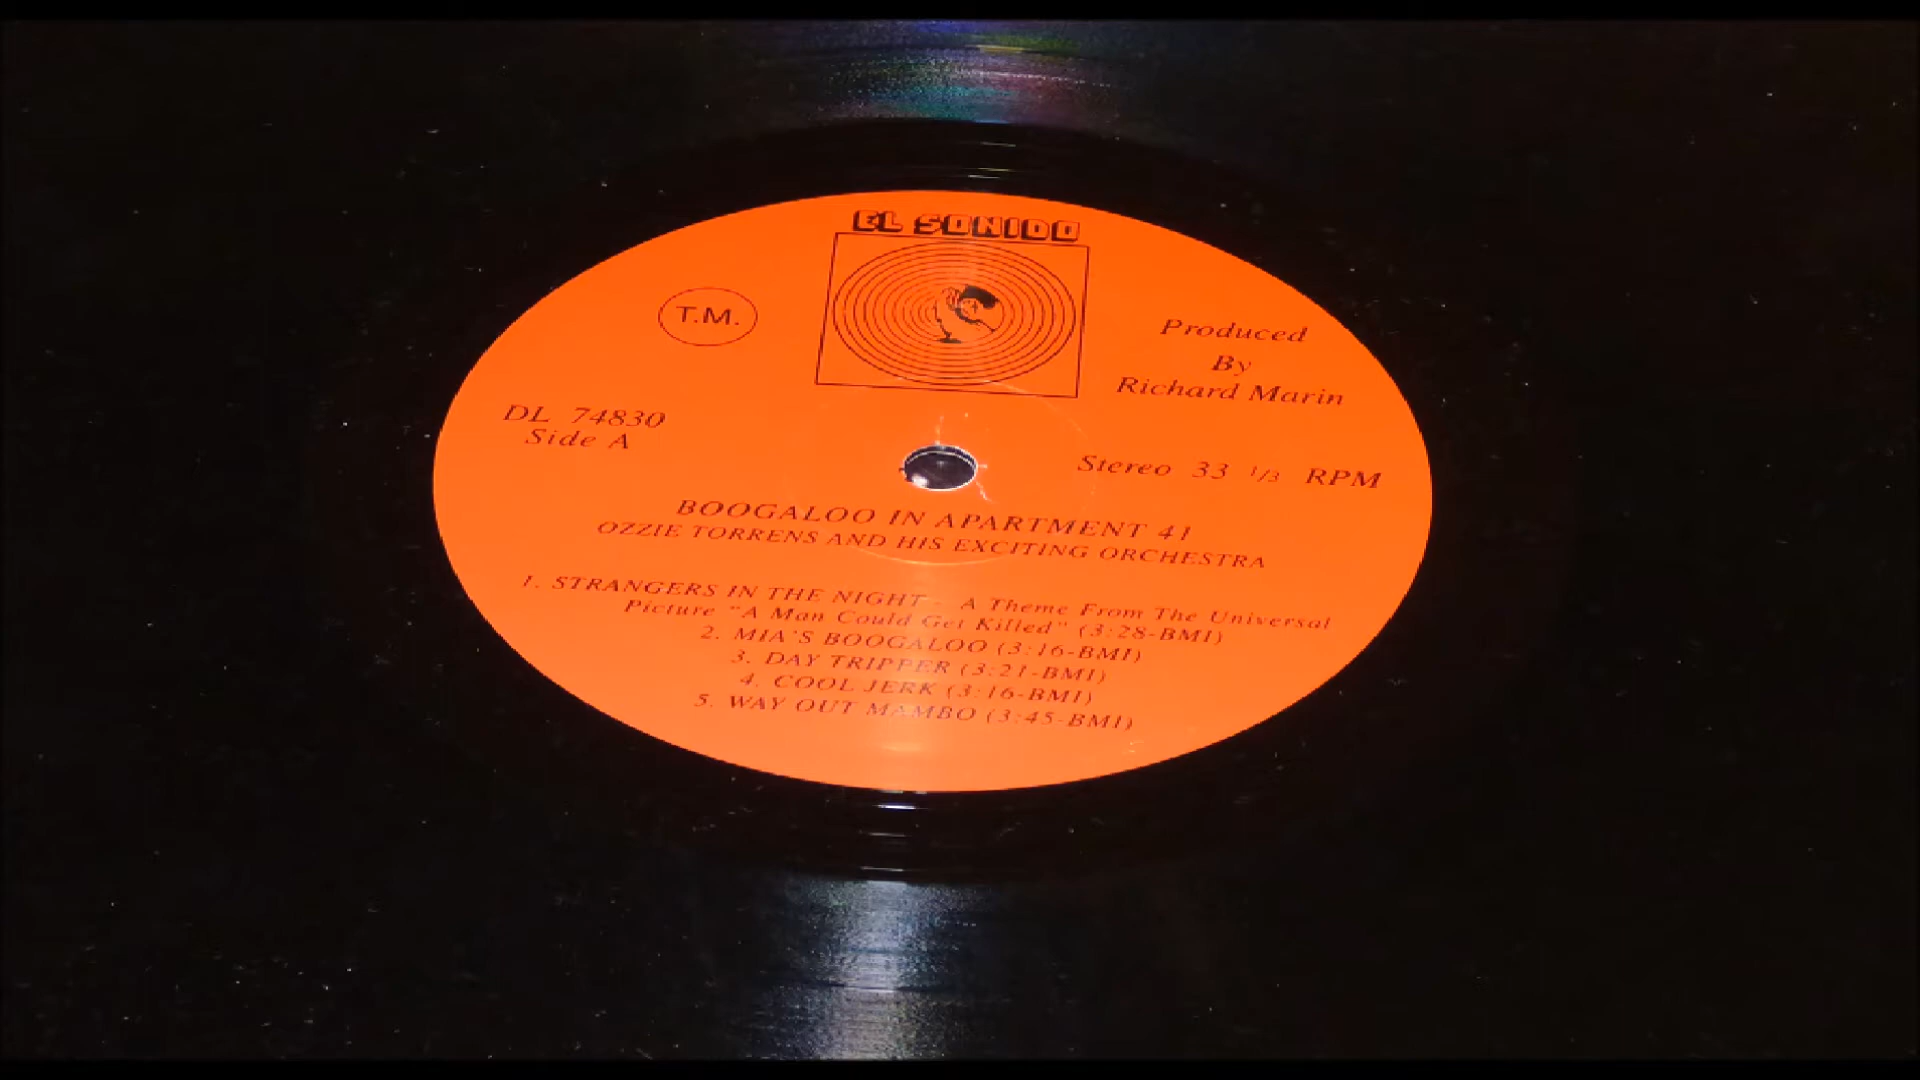 EL SONIDO
T.M.
Produced
By
Richard Marin
DL 74830
Side A
Stereo 33 1/3 RPM
BOOGALOO IN APARTMENT 41
OZZIE TORRENS AND HIS EXCITING ORCHESTRA
1. STRANGERS IN THE NIGHT - A Theme From The Universal
Picture "A Man Could Get Killed" (3:28-BMI)
2. MIA'S BOOGALOO (3:16-BMI)
3. DAY TRIPPER (3:21-BMI)
4. COOL JERK (3:16-BMI)
5. WAY OUT MAMBO (3:45-BMI)